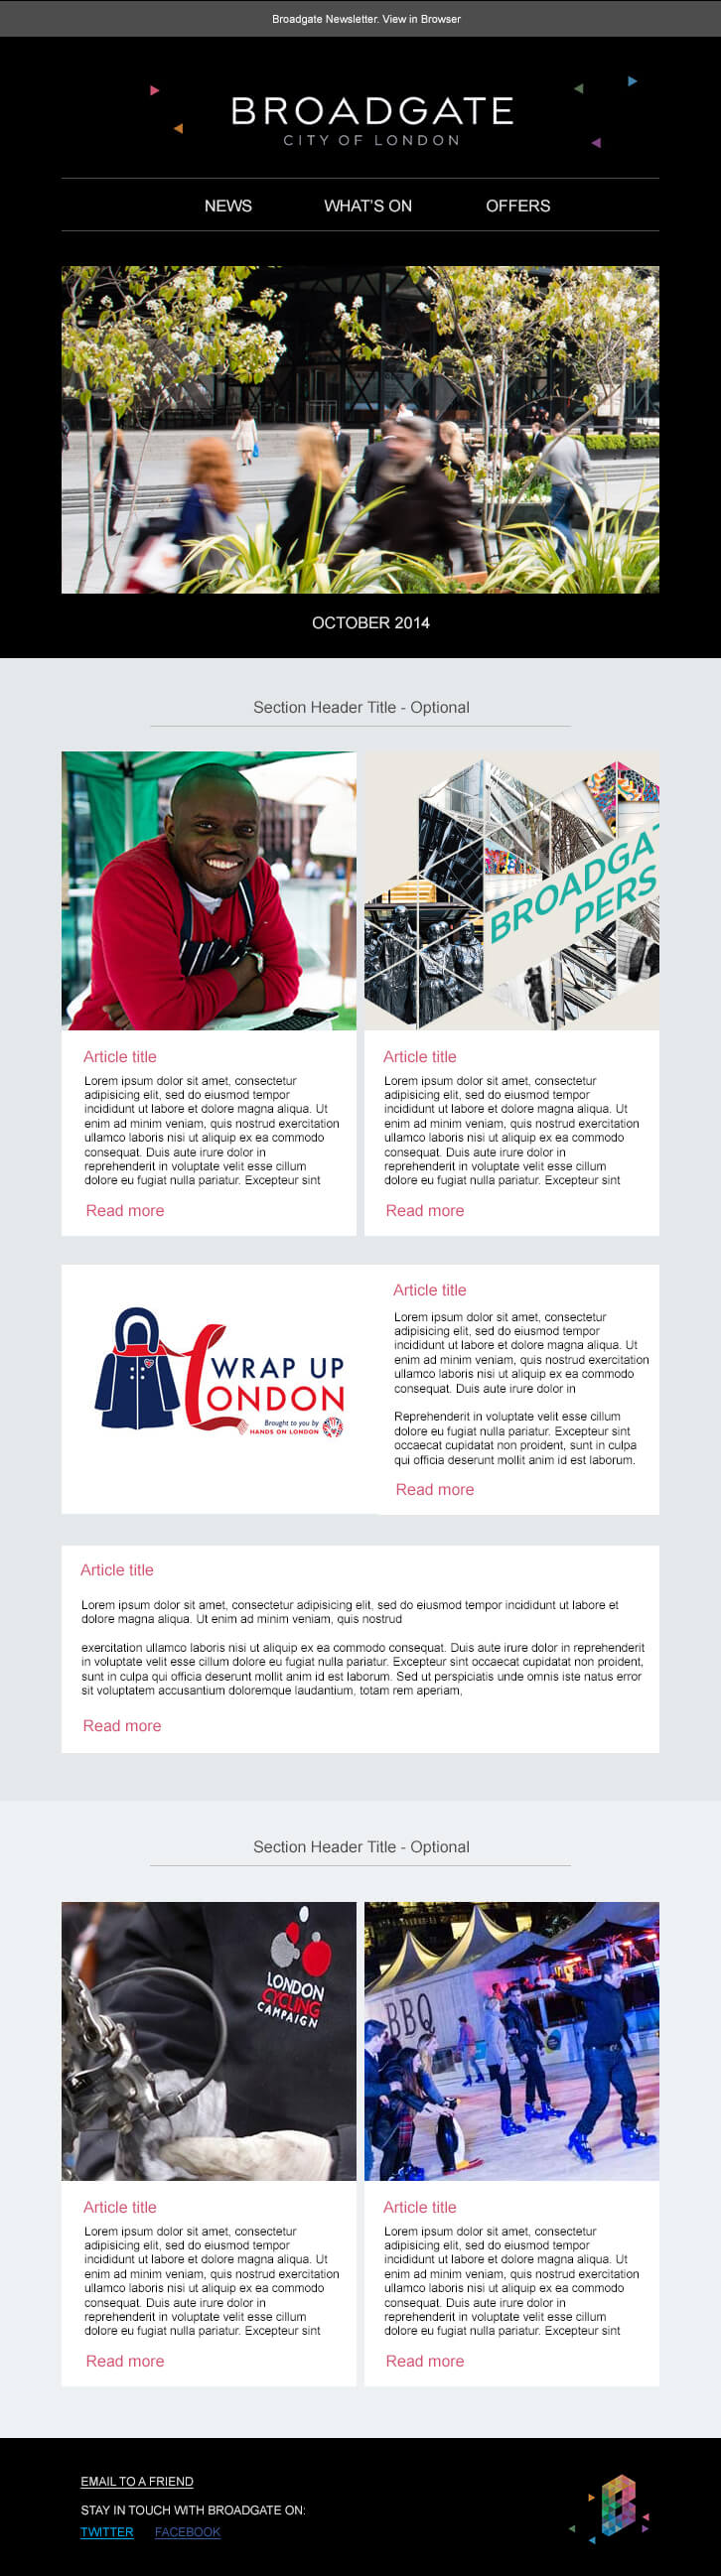 Broadgate Newsletter. View in Browser
BROADGATE
CITY OF LONDON
NEWS WHAT'S ON OFFERS
OCTOBER 2014
Section Header Title - Optional
BROADGA
PERS
Article title
Lorem ipsum dolor sit amet, consectetur
adipisicing elit, sed do eiusmod tempor
incididunt ut labore et dolore magna aliqua. Ut
enim ad minim veniam, quis nostrud exercitation
ullamco laboris nisi ut aliquip ex ea commodo
consequat. Duis aute irure dolor in
reprehenderit in voluptate velit esse cillum
dolore eu fugiat nulla pariatur. Excepteur sint
Read more
Article title
Lorem ipsum dolor sit amet, consectetur
adipisicing elit, sed do eiusmod tempor
incididunt ut labore et dolore magna aliqua. Ut
enim ad minim veniam, quis nostrud exercitation
ullamco laboris nisi ut aliquip ex ea commodo
consequat. Duis aute irure dolor in
reprehenderit in voluptate velit esse cillum
dolore eu fugiat nulla pariatur. Excepteur sint
Read more
WRAP UP
LONDON
Brought to you by
HANDS ON LONDON
Article title
Lorem ipsum dolor sit amet, consectetur
adipisicing elit, sed do eiusmod tempor
incididunt ut labore et dolore magna aliqua. Ut
enim ad minim veniam, quis nostrud exercitation
ullamco laboris nisi ut aliquip ex ea commodo
consequat. Duis aute irure dolor in
Reprehenderit in voluptate velit esse cillum
dolore eu fugiat nulla pariatur. Excepteur sint
occaecat cupidatat non proident, sunt in culpa
qui officia deserunt mollit anim id est laborum.
Read more
Article title
Lorem ipsum dolor sit amet, consectetur adipisicing elit, sed do eiusmod tempor incididunt ut labore et
dolore magna aliqua. Ut enim ad minim veniam, quis nostrud
exercitation ullamco laboris nisi ut aliquip ex ea commodo consequat. Duis aute irure dolor in reprehenderit
in voluptate velit esse cillum dolore eu fugiat nulla pariatur. Excepteur sint occaecat cupidatat non proident,
sunt in culpa qui officia deserunt mollit anim id est laborum. Sed ut perspiciatis unde omnis iste natus error
sit voluptatem accusantium doloremque laudantium, totam rem aperiam,
Read more
Section Header Title - Optional
LONDON
CYCLING
CAMPAIGN
BBQ
Article title
Lorem ipsum dolor sit amet, consectetur
adipisicing elit, sed do eiusmod tempor
incididunt ut labore et dolore magna aliqua. Ut
enim ad minim veniam, quis nostrud exercitation
ullamco laboris nisi ut aliquip ex ea commodo
consequat. Duis aute irure dolor in
reprehenderit in voluptate velit esse cillum
dolore eu fugiat nulla pariatur. Excepteur sint
Read more
Article title
Lorem ipsum dolor sit amet, consectetur
adipisicing elit, sed do eiusmod tempor
incididunt ut labore et dolore magna aliqua. Ut
enim ad minim veniam, quis nostrud exercitation
ullamco laboris nisi ut aliquip ex ea commodo
consequat. Duis aute irure dolor in
reprehenderit in voluptate velit esse cillum
dolore eu fugiat nulla pariatur. Excepteur sint
Read more
EMAIL TO A FRIEND
STAY IN TOUCH WITH BROADGATE ON:
TWITTER FACEBOOK